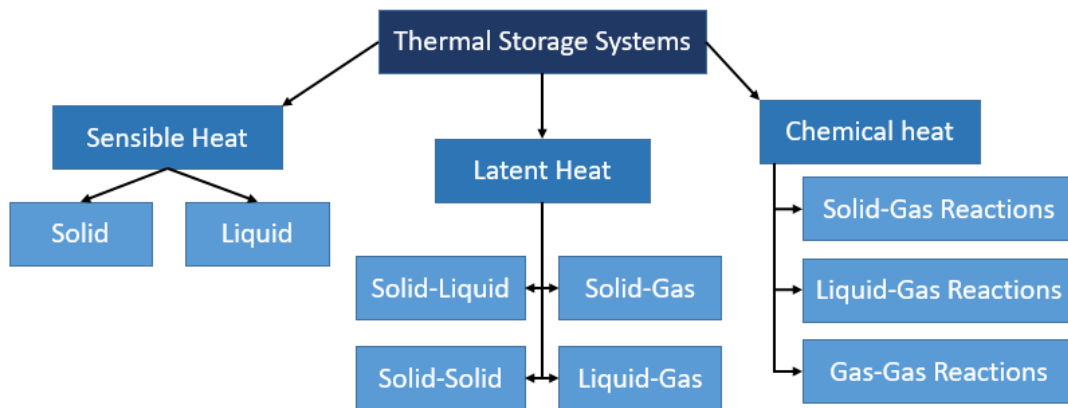 Thermal Storage Systems
Sensible Heat
Solid
Liquid
Latent Heat
Solid-Liquid
Solid-Gas
Solid-Solid
Liquid-Gas
Chemical heat
Solid-Gas Reactions
Liquid-Gas Reactions
Gas-Gas Reactions